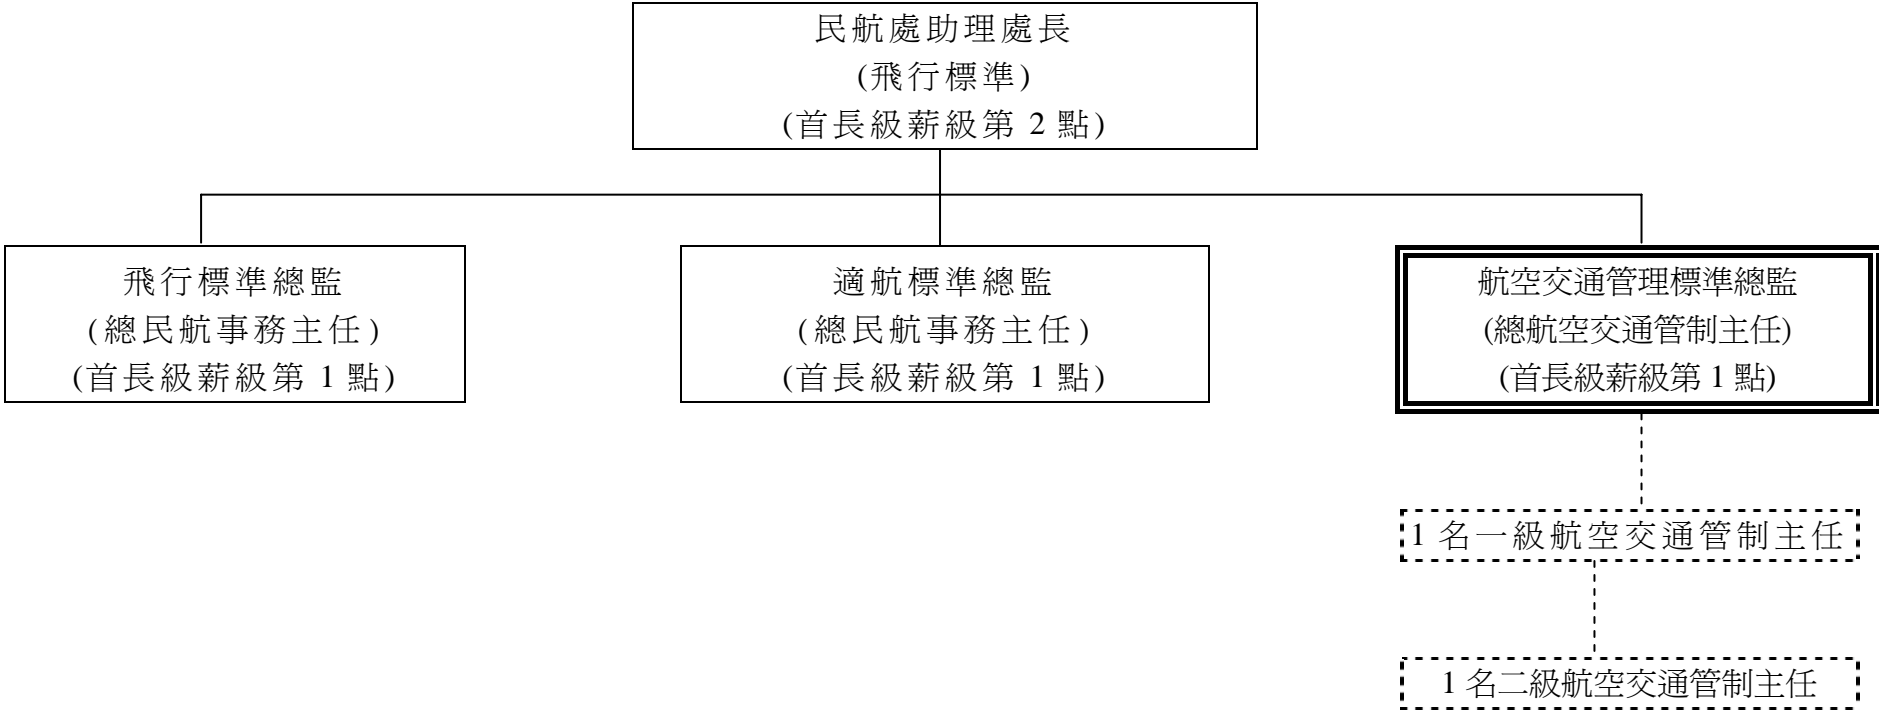 民航處助理處長
(飛行標準)
(首長級薪級第 2 點)
飛行標準總監
(總民航事務主任)
(首長級薪級第 1 點)
適航標準總監
(總民航事務主任)
(首長級薪級第 1 點)
航空交通管理標準總監
(總航空交通管制主任)
(首長級薪級第 1 點)
1 名一級航空交通管制主任
1 名二級航空交通管制主任